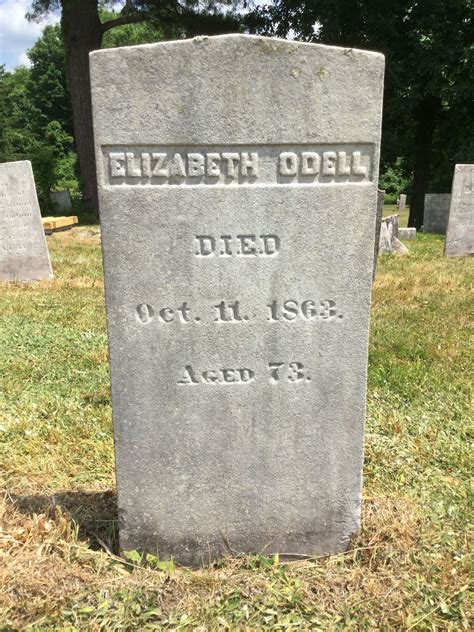 ELIZABETH ODELL
DIED
Oct. 11. 1863.
AGED 73.